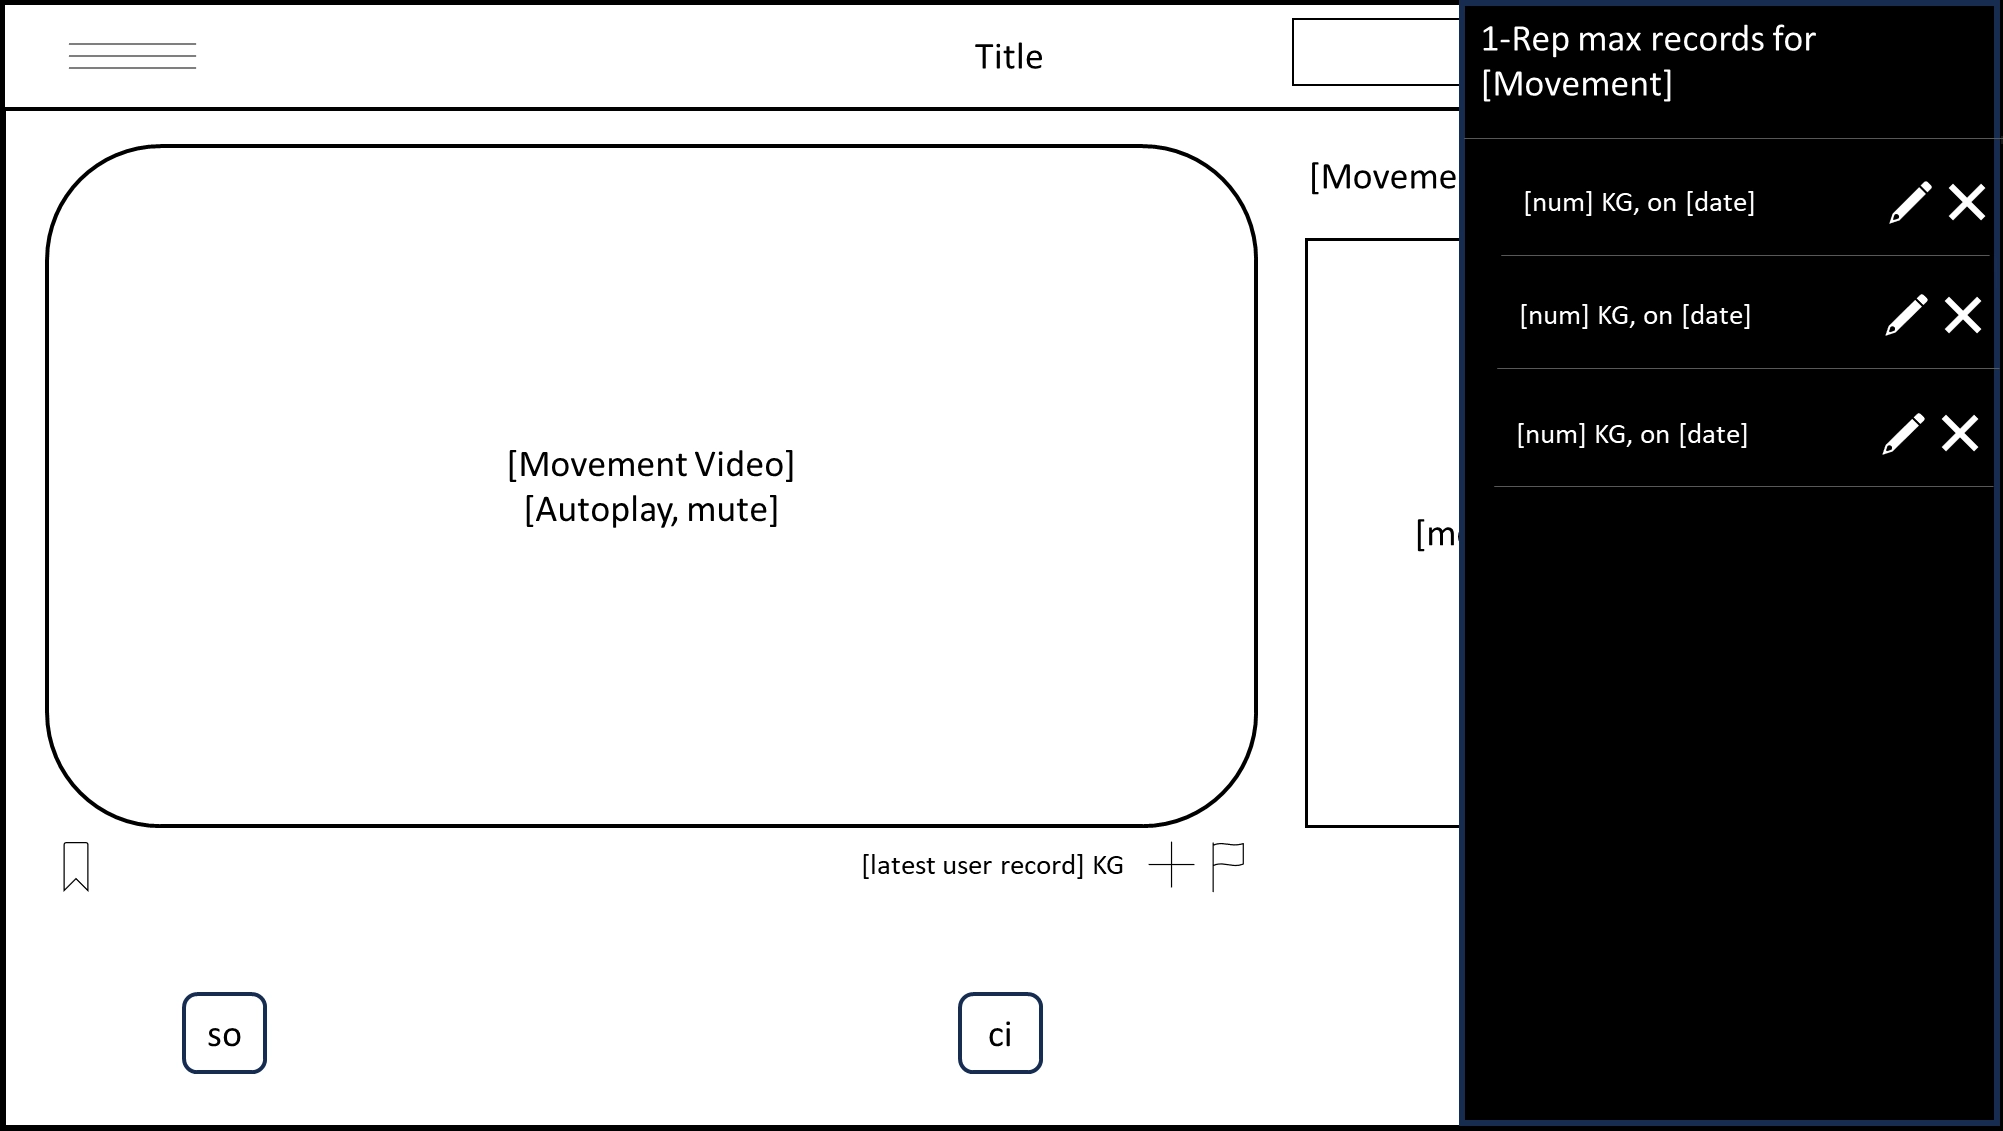 Title
1-Rep max records for
[Movement]
[Moveme
[num] KG, on [date]
[num] KG, on [date]
[num] KG, on [date]
[Movement Video]
[Autoplay, mute]
[m
[latest user record] KG
so
ci